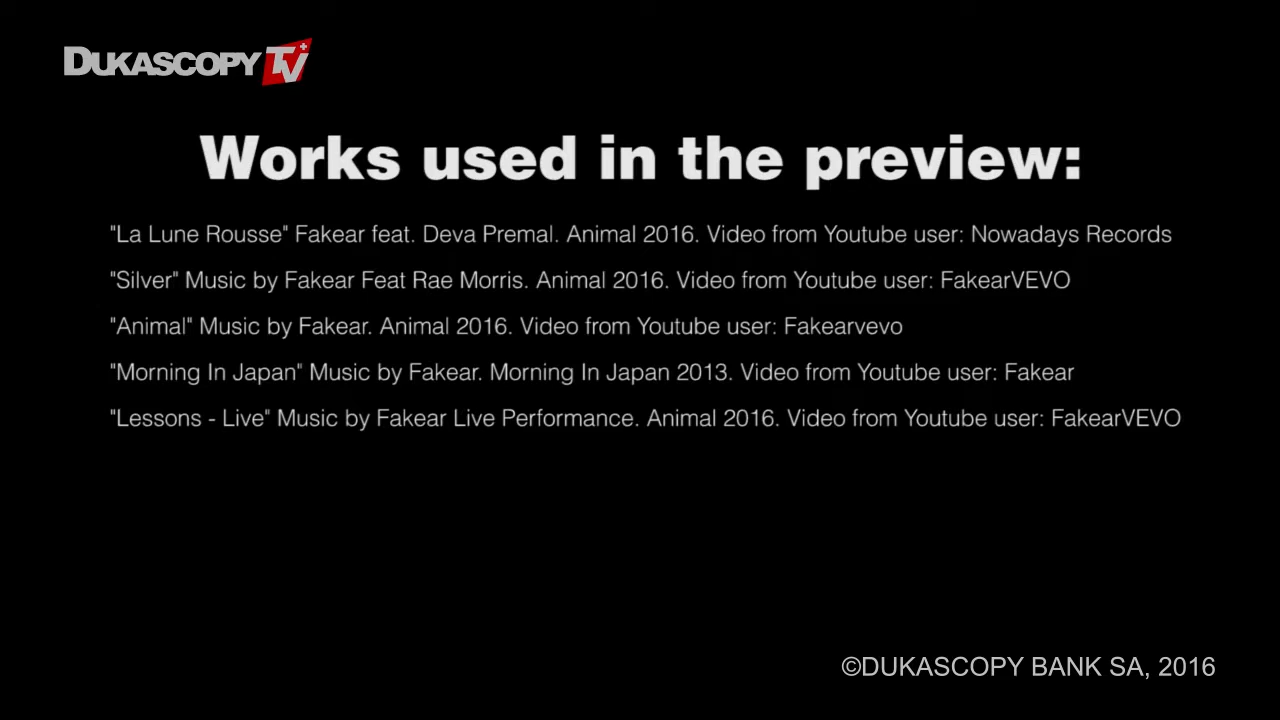 DUKASCOPY TV
Works used in the preview:
"La Lune Rousse" Fakear feat. Deva Premal. Animal 2016. Video from Youtube user: Nowadays Records
"Silver" Music by Fakear Feat Rae Morris. Animal 2016. Video from Youtube user: FakearVEVO
"Animal" Music by Fakear. Animal 2016. Video from Youtube user: Fakearvevo
"Morning In Japan" Music by Fakear. Morning In Japan 2013. Video from Youtube user: Fakear
"Lessons - Live" Music by Fakear Live Performance. Animal 2016. Video from Youtube user: FakearVEVO
©DUKASCOPY BANK SA, 2016